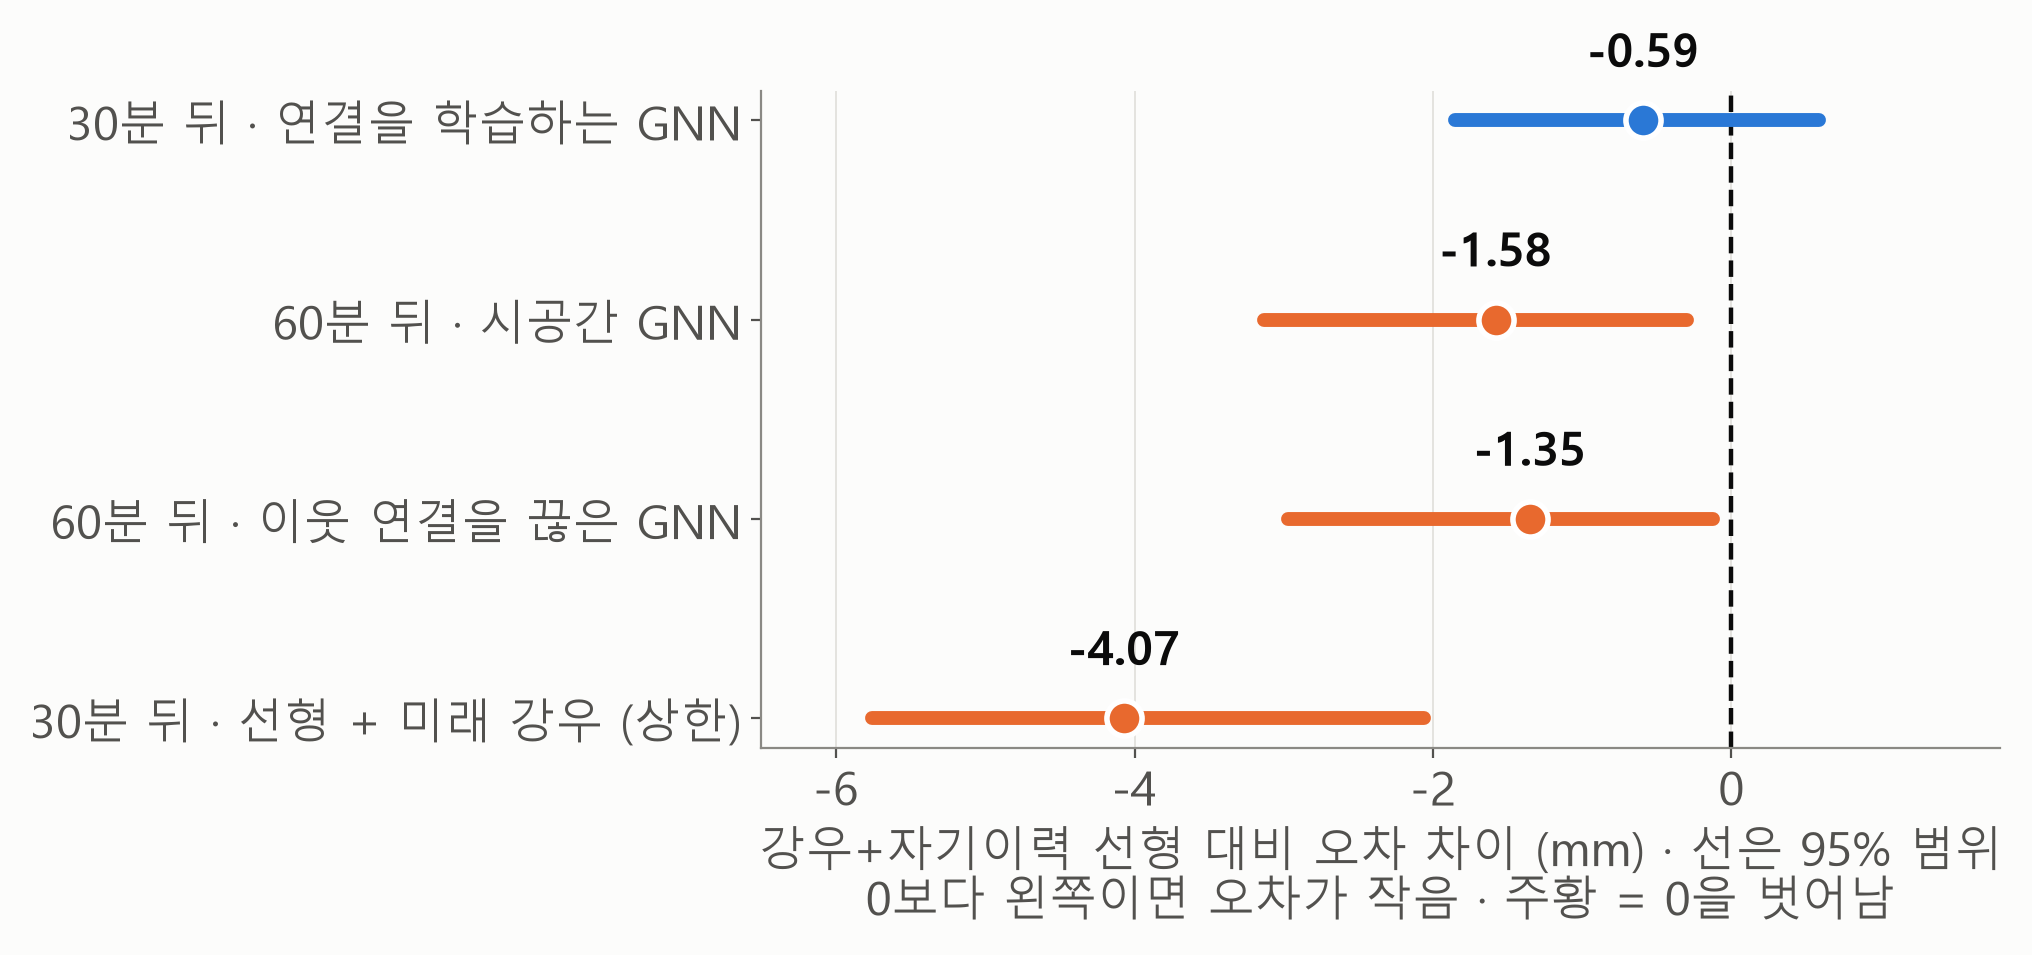 -0.59
30분 뒤 · 연결을 학습하는 GNN
-1.58
60분 뒤 · 시공간 GNN
-1.35
60분 뒤 · 이웃 연결을 끊은 GNN
-4.07
30분 뒤 · 선형 + 미래 강우 (상한)
-6 -4 -2 0
강우+자기이력 선형 대비 오차 차이 (mm) · 선은 95% 범위
0보다 왼쪽이면 오차가 작음 · 주황 = 0을 벗어남